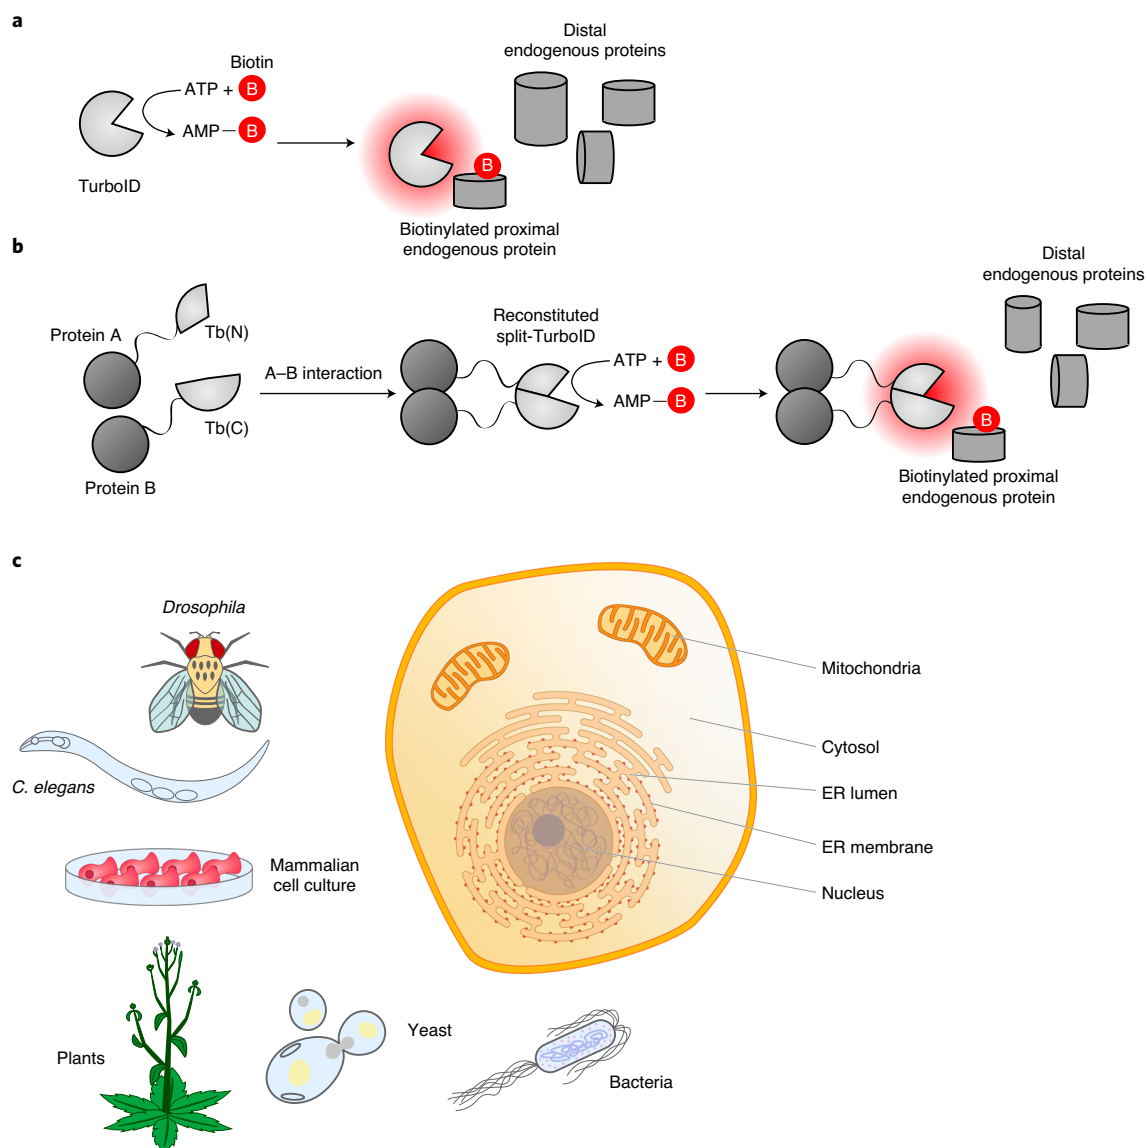 a
Distal
endogenous proteins
Biotin
ATP + B
AMP – B
TurboID
B
Biotinylated proximal
endogenous protein
b
Distal
endogenous proteins
Protein A
Tb(N)
Reconstituted
split-TurboID
A–B interaction
ATP + B
AMP – B
Tb(C)
Protein B
B
Biotinylated proximal
endogenous protein
c
Drosophila
C. elegans
Mammalian
cell culture
Plants
Yeast
Bacteria
Mitochondria
Cytosol
ER lumen
ER membrane
Nucleus